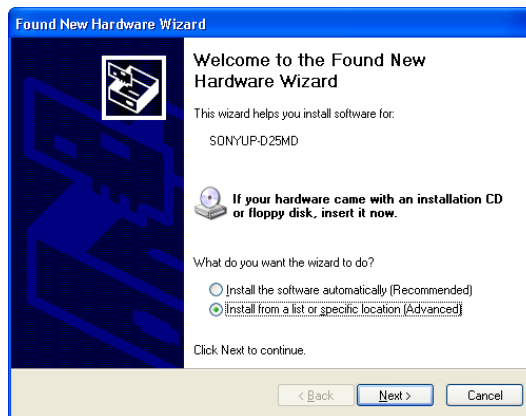 Found New Hardware Wizard
Welcome to the Found New
Hardware Wizard
This wizard helps you install software for:
SONYUP-D25MD
If your hardware came with an installation CD
or floppy disk, insert it now.
What do you want the wizard to do?
Install the software automatically (Recommended)
Install from a list or specific location (Advanced)
Click Next to continue.
< Back
Next >
Cancel